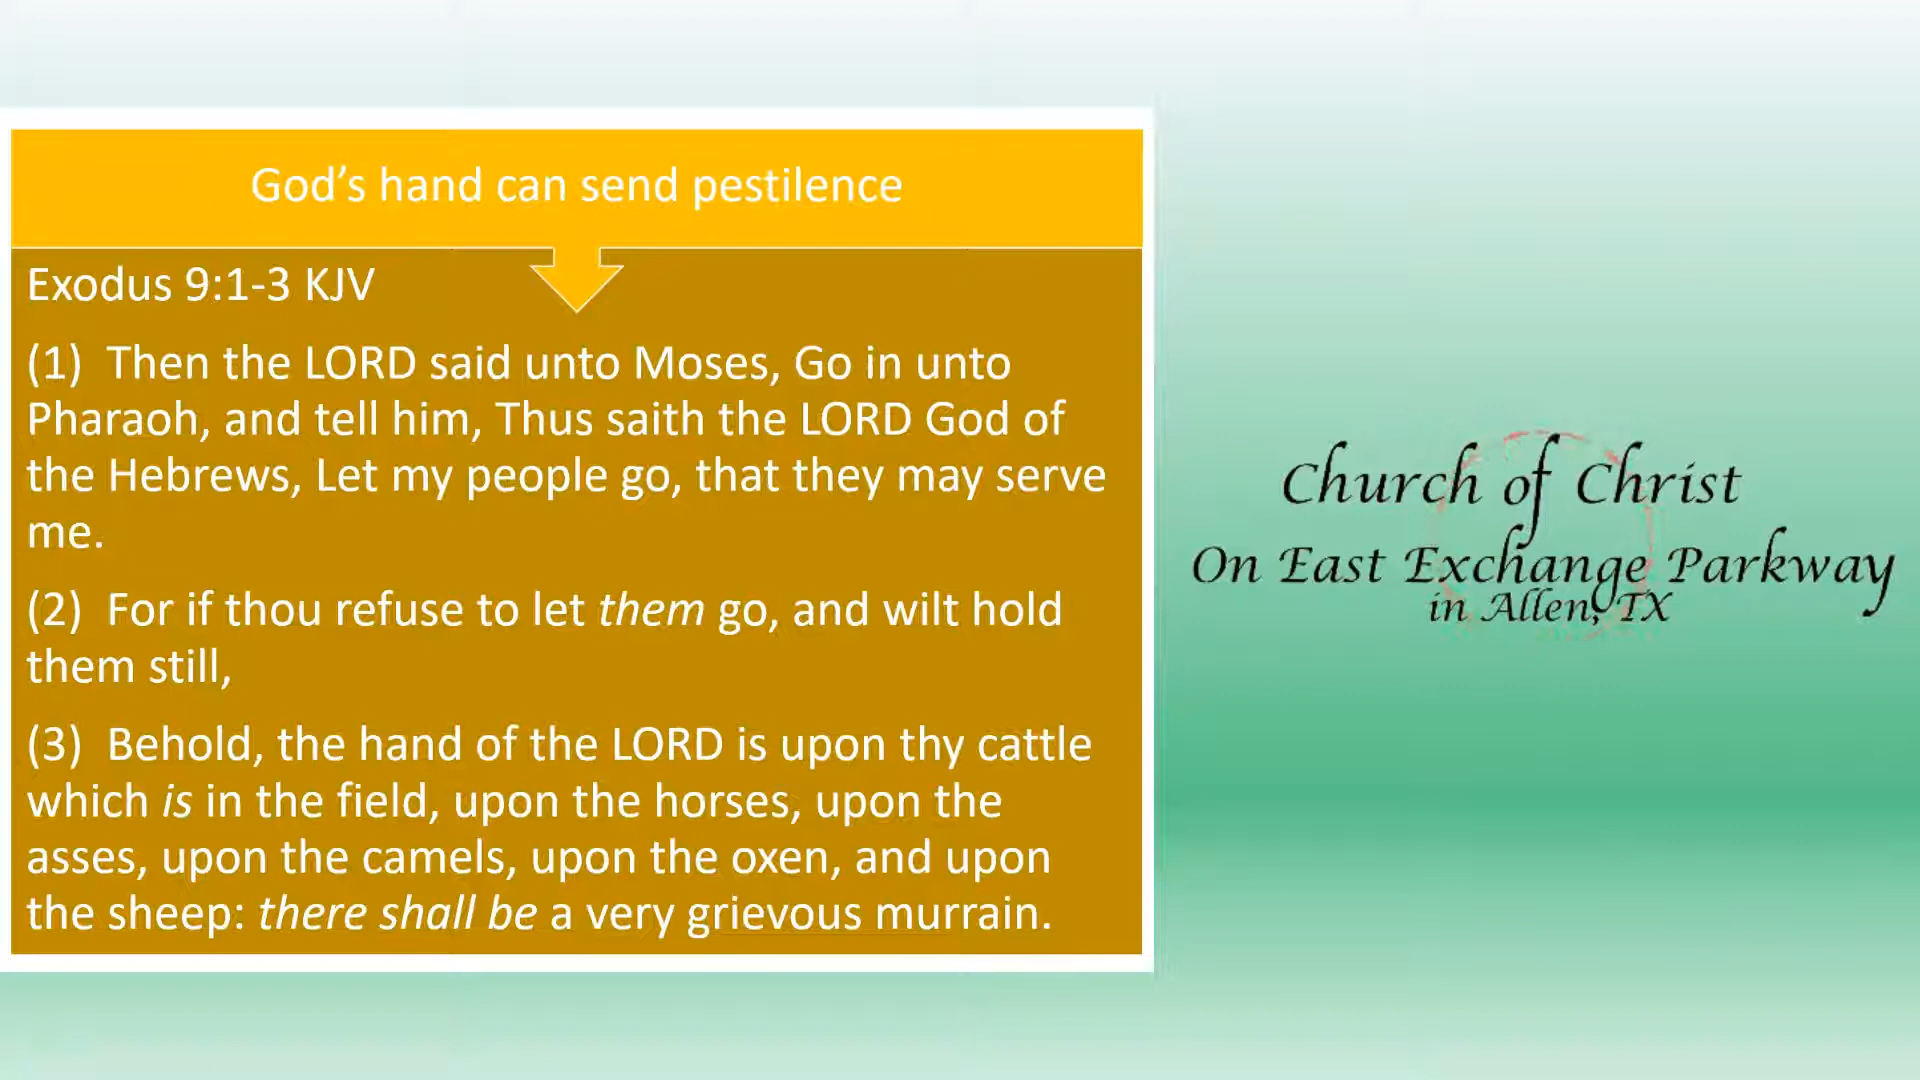 God’s hand can send pestilence
Exodus 9:1-3 KJV
(1) Then the LORD said unto Moses, Go in unto
Pharaoh, and tell him, Thus saith the LORD God of
the Hebrews, Let my people go, that they may serve
me.
(2) For if thou refuse to let them go, and wilt hold
them still,
(3) Behold, the hand of the LORD is upon thy cattle
which is in the field, upon the horses, upon the
asses, upon the camels, upon the oxen, and upon
the sheep: there shall be a very grievous murrain.
Church of Christ
On East Exchange Parkway
in Allen, TX